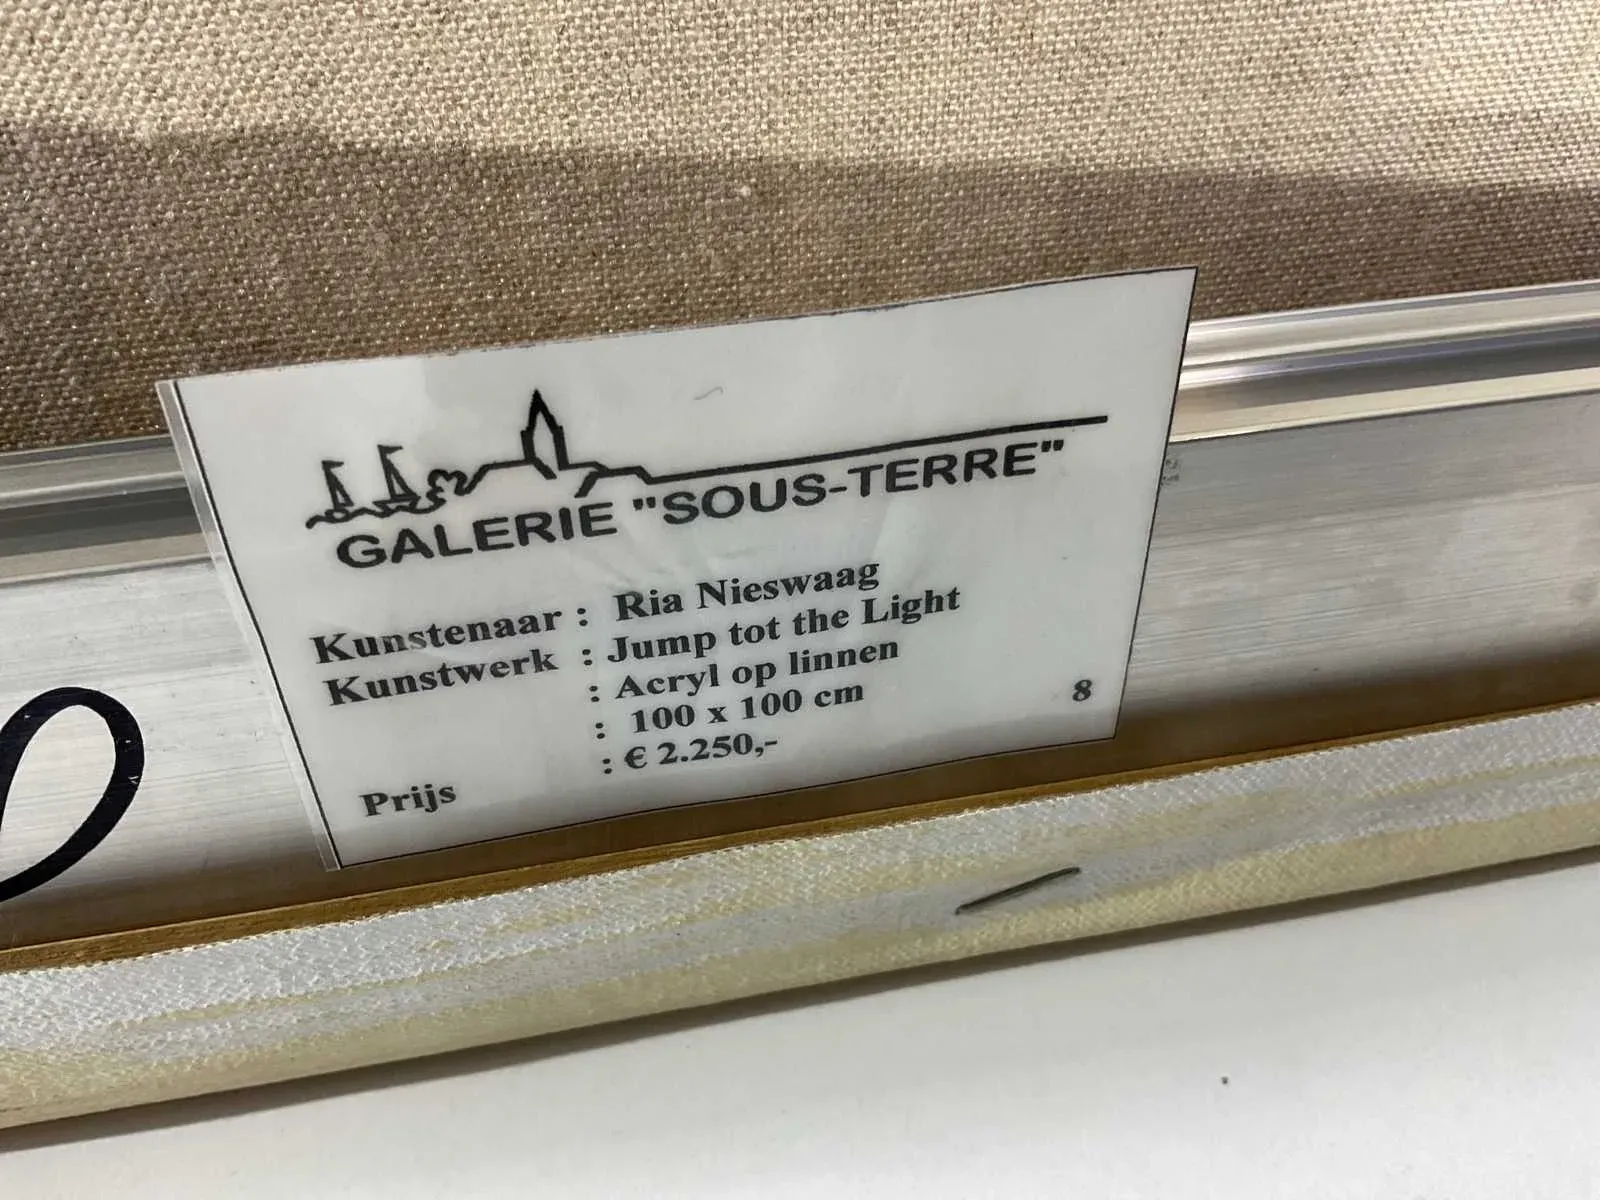 GALERIE "SOUS-TERRE"
Kunstenaar : Ria Nieswaag
Kunstwerk : Jump tot the Light
: Acryl op linnen
: 100 x 100 cm 8
Prijs : € 2.250,-